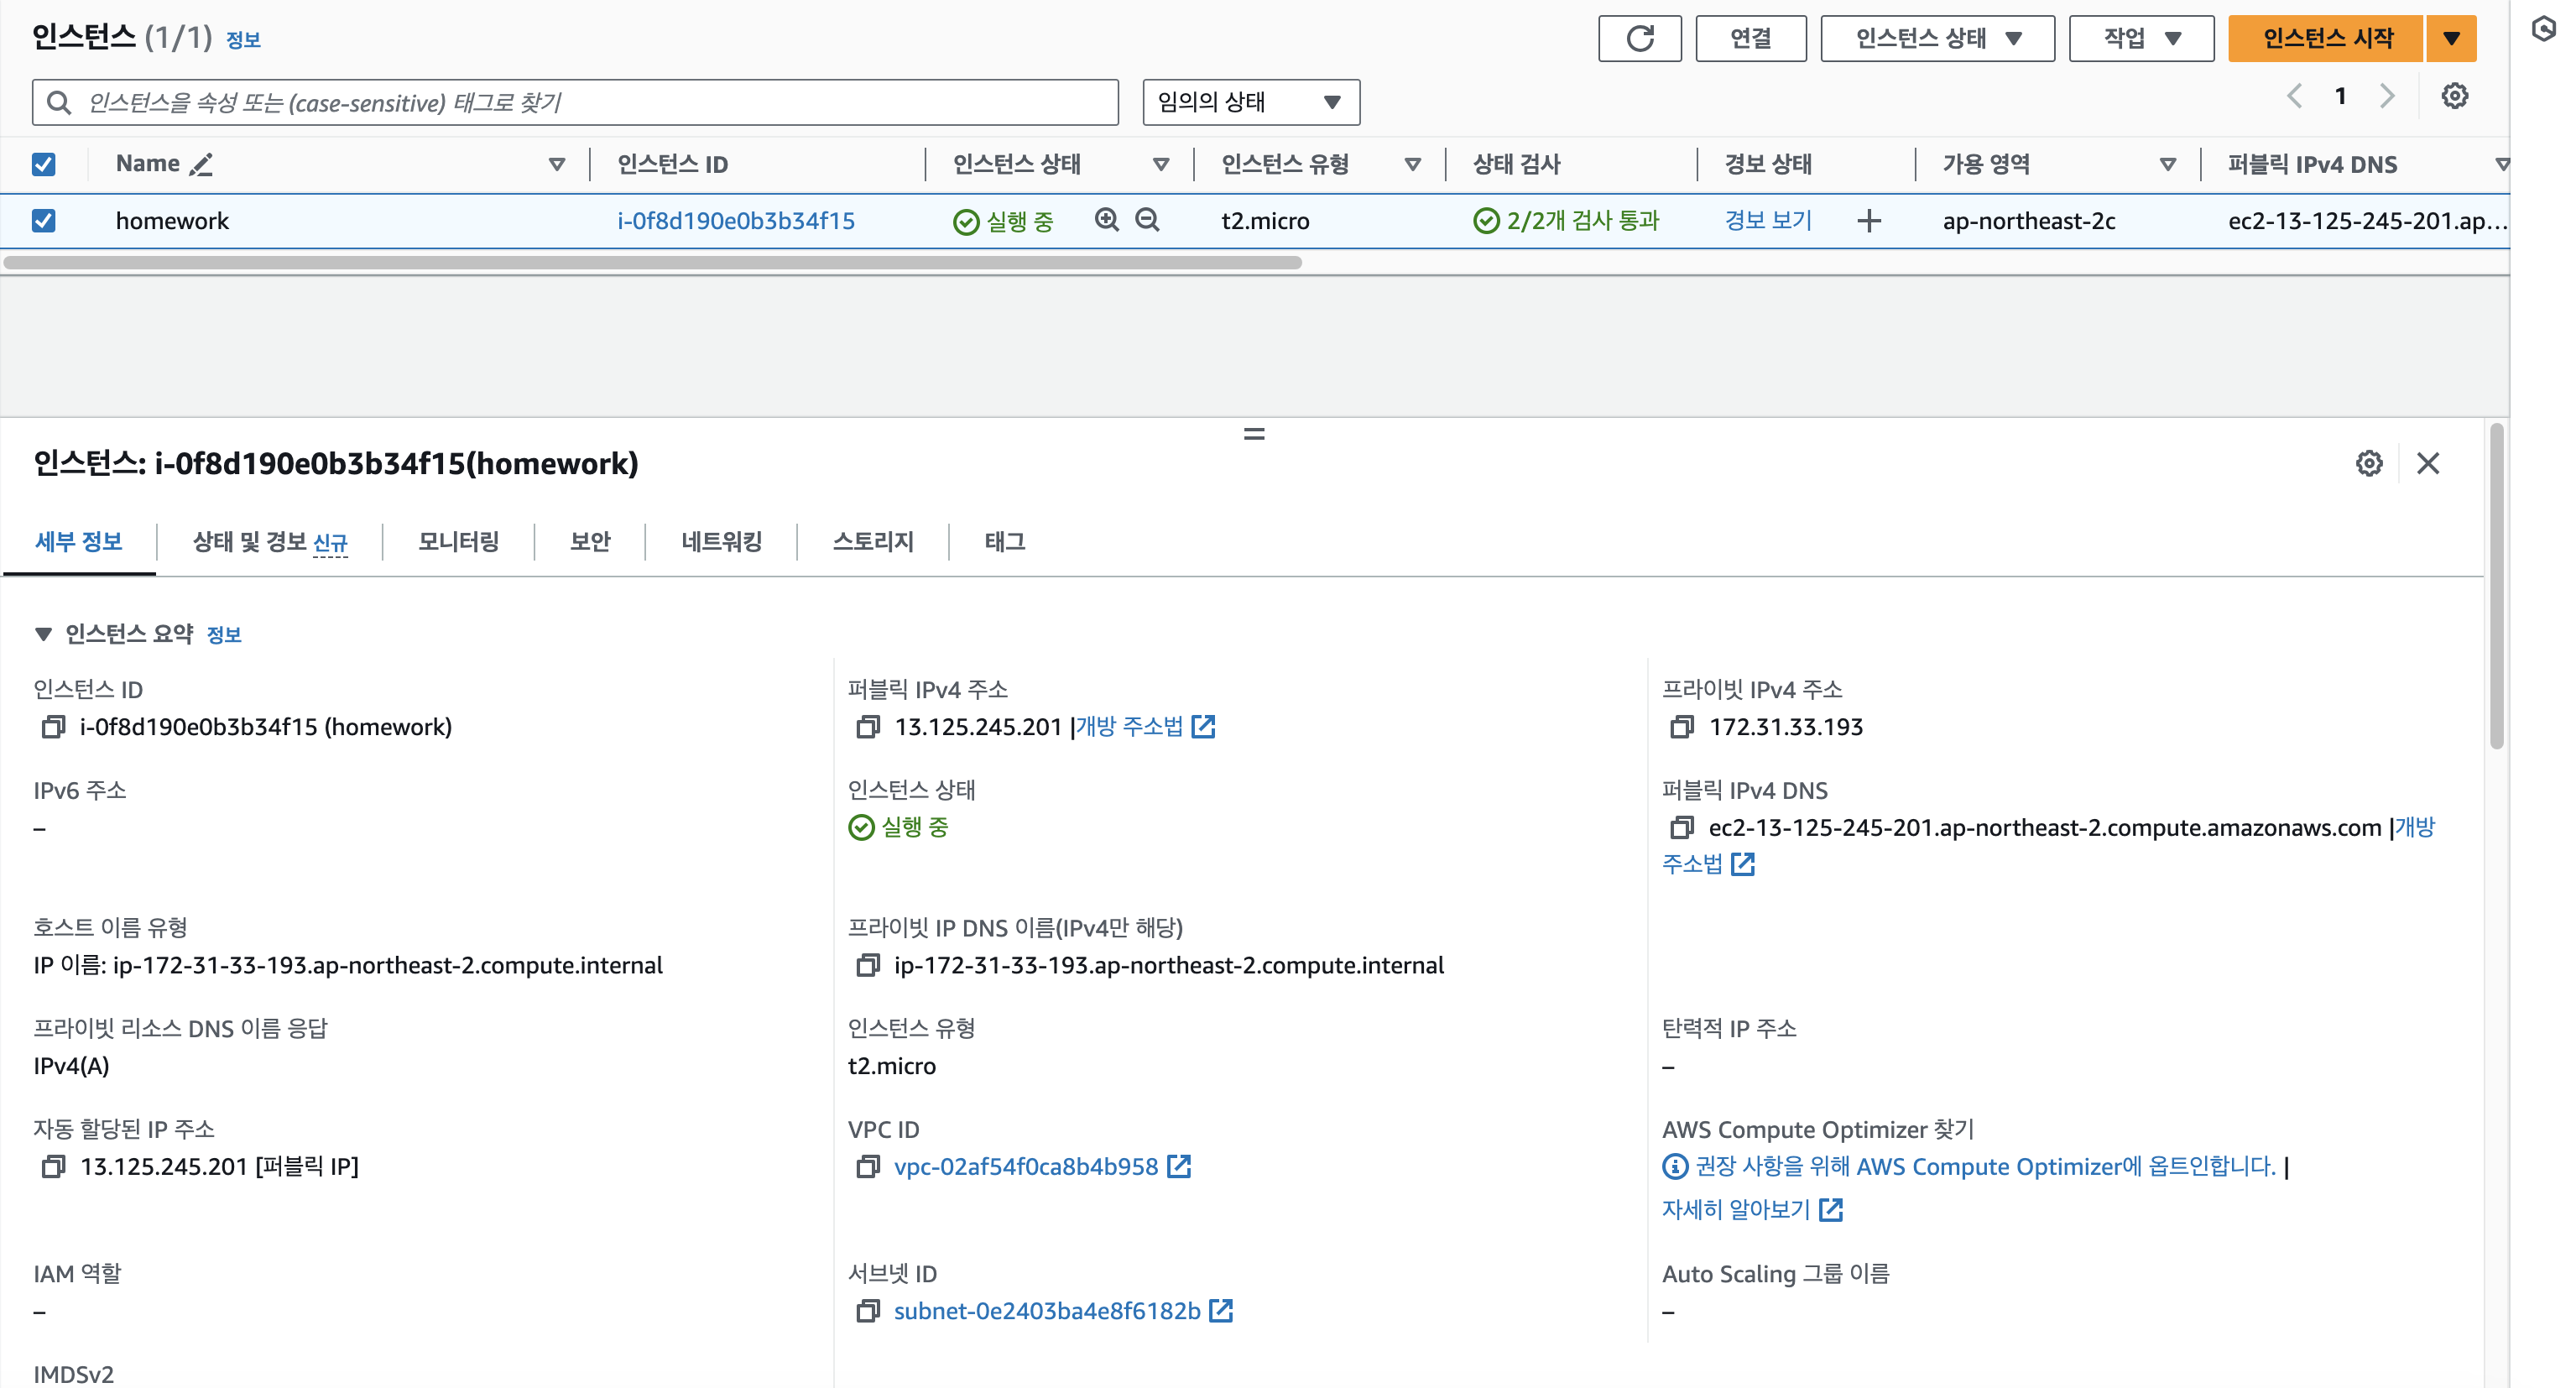 인스턴스 (1/1) 정보
연결
인스턴스 상태
작업
인스턴스 시작
인스턴스을 속성 또는 (case-sensitive) 태그로 찾기
임의의 상태
1
Name 인스턴스 ID 인스턴스 상태 인스턴스 유형 상태 검사 경보 상태 가용 영역 퍼블릭 IPv4 DNS
homework i-0f8d190e0b3b34f15 실행 중 t2.micro 2/2개 검사 통과 경보 보기 ap-northeast-2c ec2-13-125-245-201.ap...
인스턴스: i-0f8d190e0b3b34f15(homework)
세부 정보 상태 및 경보 신규 모니터링 보안 네트워킹 스토리지 태그
인스턴스 요약 정보
인스턴스 ID
i-0f8d190e0b3b34f15 (homework)
퍼블릭 IPv4 주소
13.125.245.201 |개방 주소법
프라이빗 IPv4 주소
172.31.33.193
IPv6 주소
–
인스턴스 상태
실행 중
퍼블릭 IPv4 DNS
ec2-13-125-245-201.ap-northeast-2.compute.amazonaws.com |개방
주소법
호스트 이름 유형
IP 이름: ip-172-31-33-193.ap-northeast-2.compute.internal
프라이빗 IP DNS 이름(IPv4만 해당)
ip-172-31-33-193.ap-northeast-2.compute.internal
프라이빗 리소스 DNS 이름 응답
IPv4(A)
인스턴스 유형
t2.micro
탄력적 IP 주소
–
자동 할당된 IP 주소
13.125.245.201 [퍼블릭 IP]
VPC ID
vpc-02af54f0ca8b4b958
AWS Compute Optimizer 찾기
권장 사항을 위해 AWS Compute Optimizer에 옵트인합니다. |
자세히 알아보기
IAM 역할
–
서브넷 ID
subnet-0e2403ba4e8f6182b
Auto Scaling 그룹 이름
–
IMDSv2